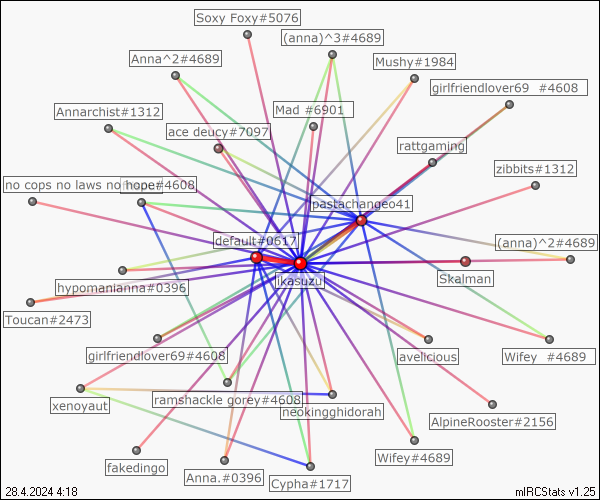 Soxy Foxy#5076
(anna)^3#4689
Anna^2#4689
Mushy#1984
girlfriendlover69 #4608
Annarchist#1312
Mad #6901
ace deucy#7097
rattgaming
zibbits#1312
no cops no laws no hope#4608
pastachangeo41
default#0617
(anna)^2#4689
ikasuzu
Skalman
hypomanianna#0396
Toucan#2473
girlfriendlover69#4608
avelicious
Wifey #4689
ramshackle gorey#4608
xenoyaut
neokingghidorah
AlpineRooster#2156
fakedingo
Anna.#0396
Wifey#4689
Cypha#1717
28.4.2024 4:18
mIRCStats v1.25